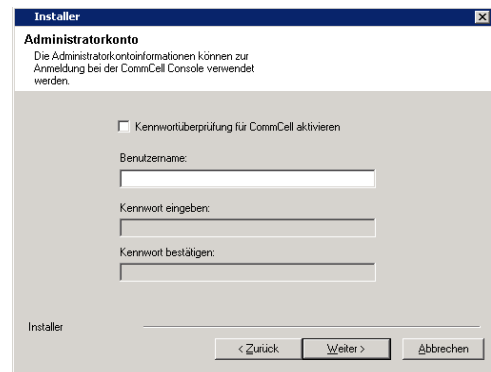 Installer
Administratorkonto
Die Administratorkontoinformationen können zur
Anmeldung bei der CommCell Console verwendet
werden.
Kennwortüberprüfung für CommCell aktivieren
Benutzername:
Kennwort eingeben:
Kennwort bestätigen:
Installer
< Zurück
Weiter >
Abbrechen